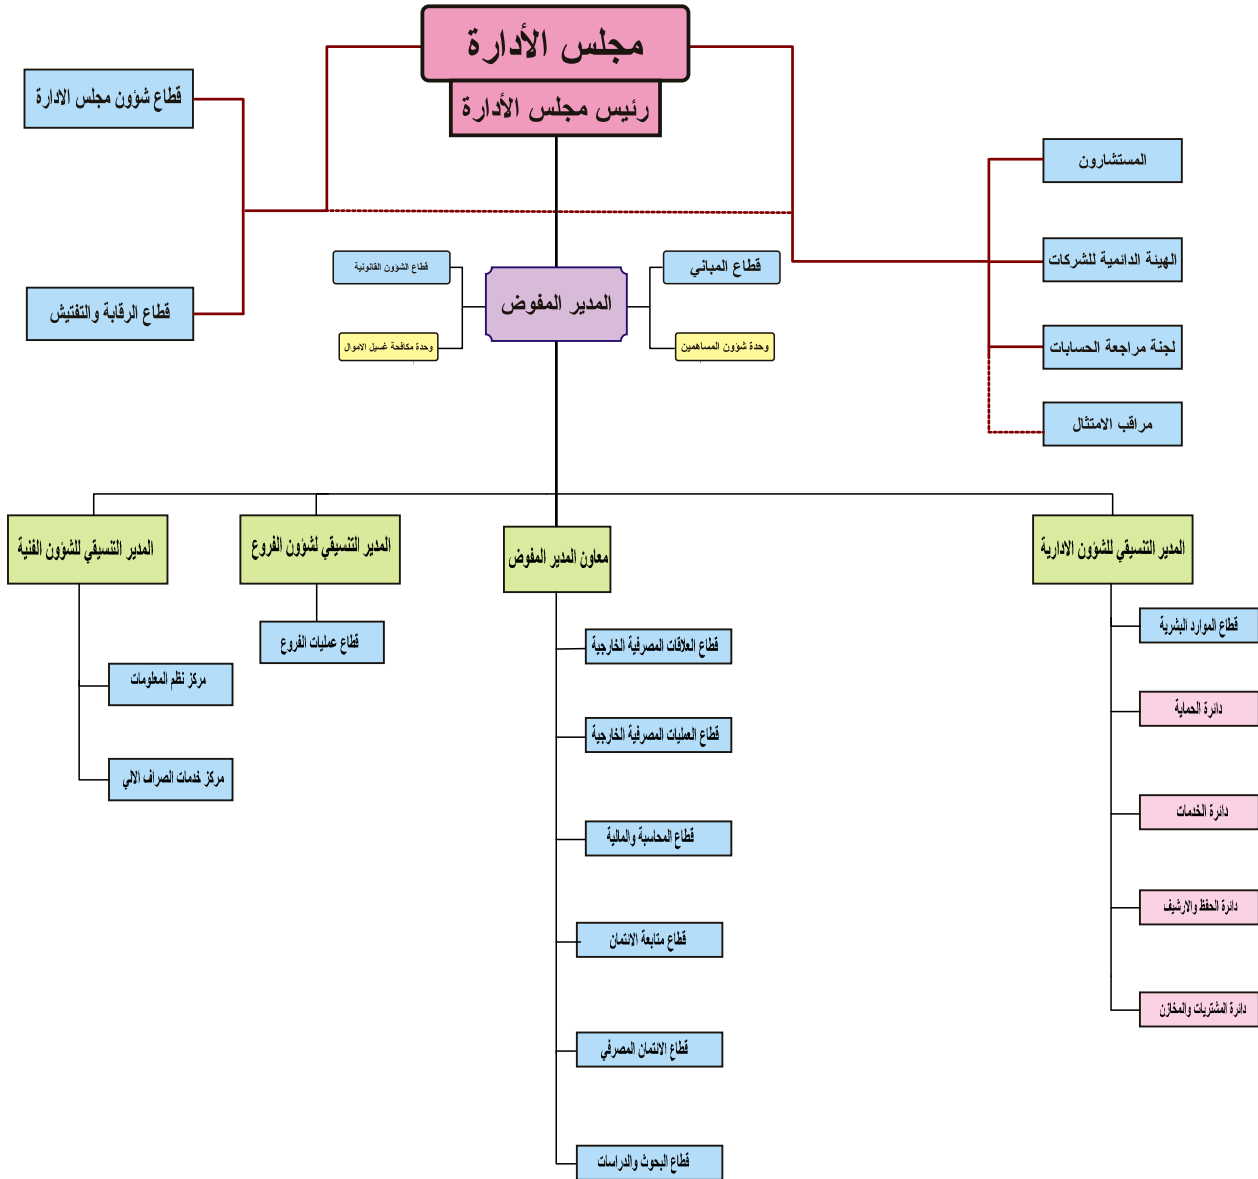 مجلس الأدارة
رئيس مجلس الأدارة
قطاع شؤون مجلس الادارة
قطاع الرقابة والتفتيش
المستشارون
الهيئة الدائمية للشركات
لجنة مراجعة الحسابات
مراقب الامتثال
قطاع المباني
قطاع الشؤون القانونية
المدير المفوض
وحدة شؤون المساهمين
وحدة مكافحة غسيل الاموال
المدير التنسيقي للشؤون الادارية
معاون المدير المفوض
المدير التنسيقي لشؤون الفروع
المدير التنسيقي للشؤون الفنية
قطاع الموارد البشرية
دائرة الحماية
دائرة الخدمات
دائرة الحفظ والارشيف
دائرة المشتريات والمخازن
قطاع العلاقات المصرفية الخارجية
قطاع العمليات المصرفية الخارجية
قطاع المحاسبة والمالية
قطاع متابعة الائتمان
قطاع الائتمان المصرفي
قطاع البحوث والدراسات
قطاع عمليات الفروع
مركز نظم المعلومات
مركز خدمات الصراف الالي